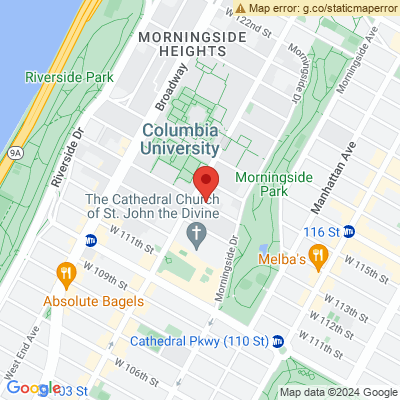 Map error: g.co/staticmaperror
MORNINGSIDE
HEIGHTS
W 122nd St
Riverside Park
Broadway
Morningside Dr
Morningside Ave
Columbia
University
9A
Riverside Dr
Morningside
Park
Manhattan Ave
The Cathedral Church
of St. John the Divine
116 St
W 111th St
Melba's
W 115th St
W 109th St
Morningside Dr
Absolute Bagels
W 113th St
W 112th St
W 111th St
Cathedral Pkwy (110 St)
West End Ave
W 106th St
Google
103 St
Map data ©2024 Google